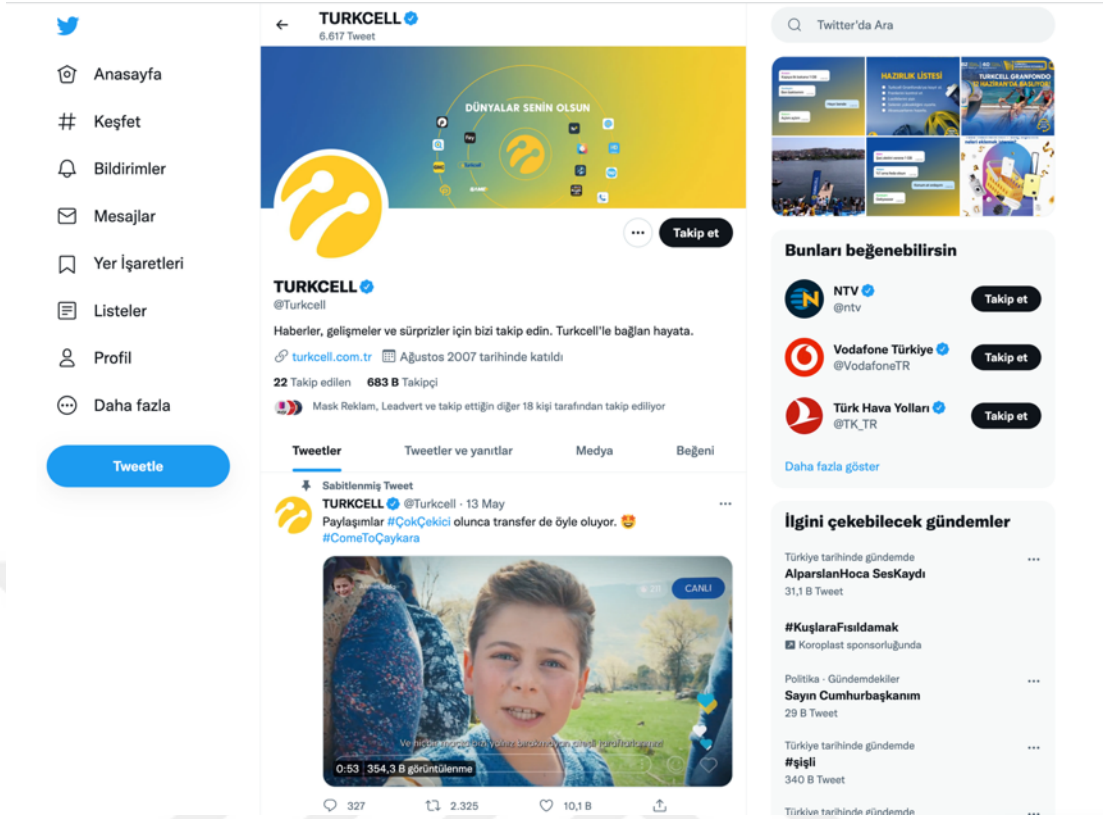 Anasayfa
Keşfet
Bildirimler
Mesajlar
Yer İşaretleri
Listeler
Profil
Daha fazla
Tweetle
TURKCELL
6.617 Tweet
DÜNYALAR SENİN OLSUN
Takip et
TURKCELL
@Turkcell
Haberler, gelişmeler ve sürprizler için bizi takip edin. Turkcell'le bağlan hayata.
turkcell.com.tr Ağustos 2007 tarihinde katıldı
22 Takip edilen 683 B Takipçi
Mask Reklam, Leadvert ve takip ettiğin diğer 18 kişi tarafından takip ediliyor
Tweetler Tweetler ve yanıtlar Medya Beğeni
Sabitlenmiş Tweet
TURKCELL @Turkcell · 13 May
Paylaşımlar #ÇokÇekici olunca transfer de öyle oluyor. 🤩
#ComeToÇaykara
CANLI
0:53 354,3 B görüntülenme
327 2.325 10,1 B
Twitter'da Ara
HAZIRLIK LİSTESİ
TURKCELL GRANFONDO
12 HAZİRAN'DA BAŞLIYOR
Bunları beğenebilirsin
NTV
@ntv
Takip et
Vodafone Türkiye
@VodafoneTR
Takip et
Türk Hava Yolları
@TK_TR
Takip et
Daha fazla göster
İlgini çekebilecek gündemler
Türkiye tarihinde gündemde
AlparslanHoca SesKaydı
31,1 B Tweet
#KuşlaraFısıldamak
Koroplast sponsorluğunda
Politika · Gündemdekiler
Sayın Cumhurbaşkanım
29 B Tweet
Türkiye tarihinde gündemde
#şişli
340 B Tweet
Türkiye tarihinde gündemde